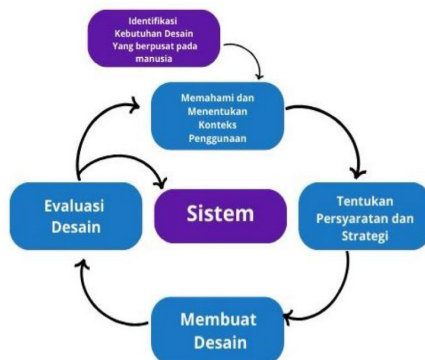 Identifikasi
Kebutuhan Desain
Yang berpusat pada
manusia
Memahami dan
Menentukan
Konteks
Penggunaan
Tentukan
Persyaratan dan
Strategi
Membuat
Desain
Evaluasi
Desain
Sistem